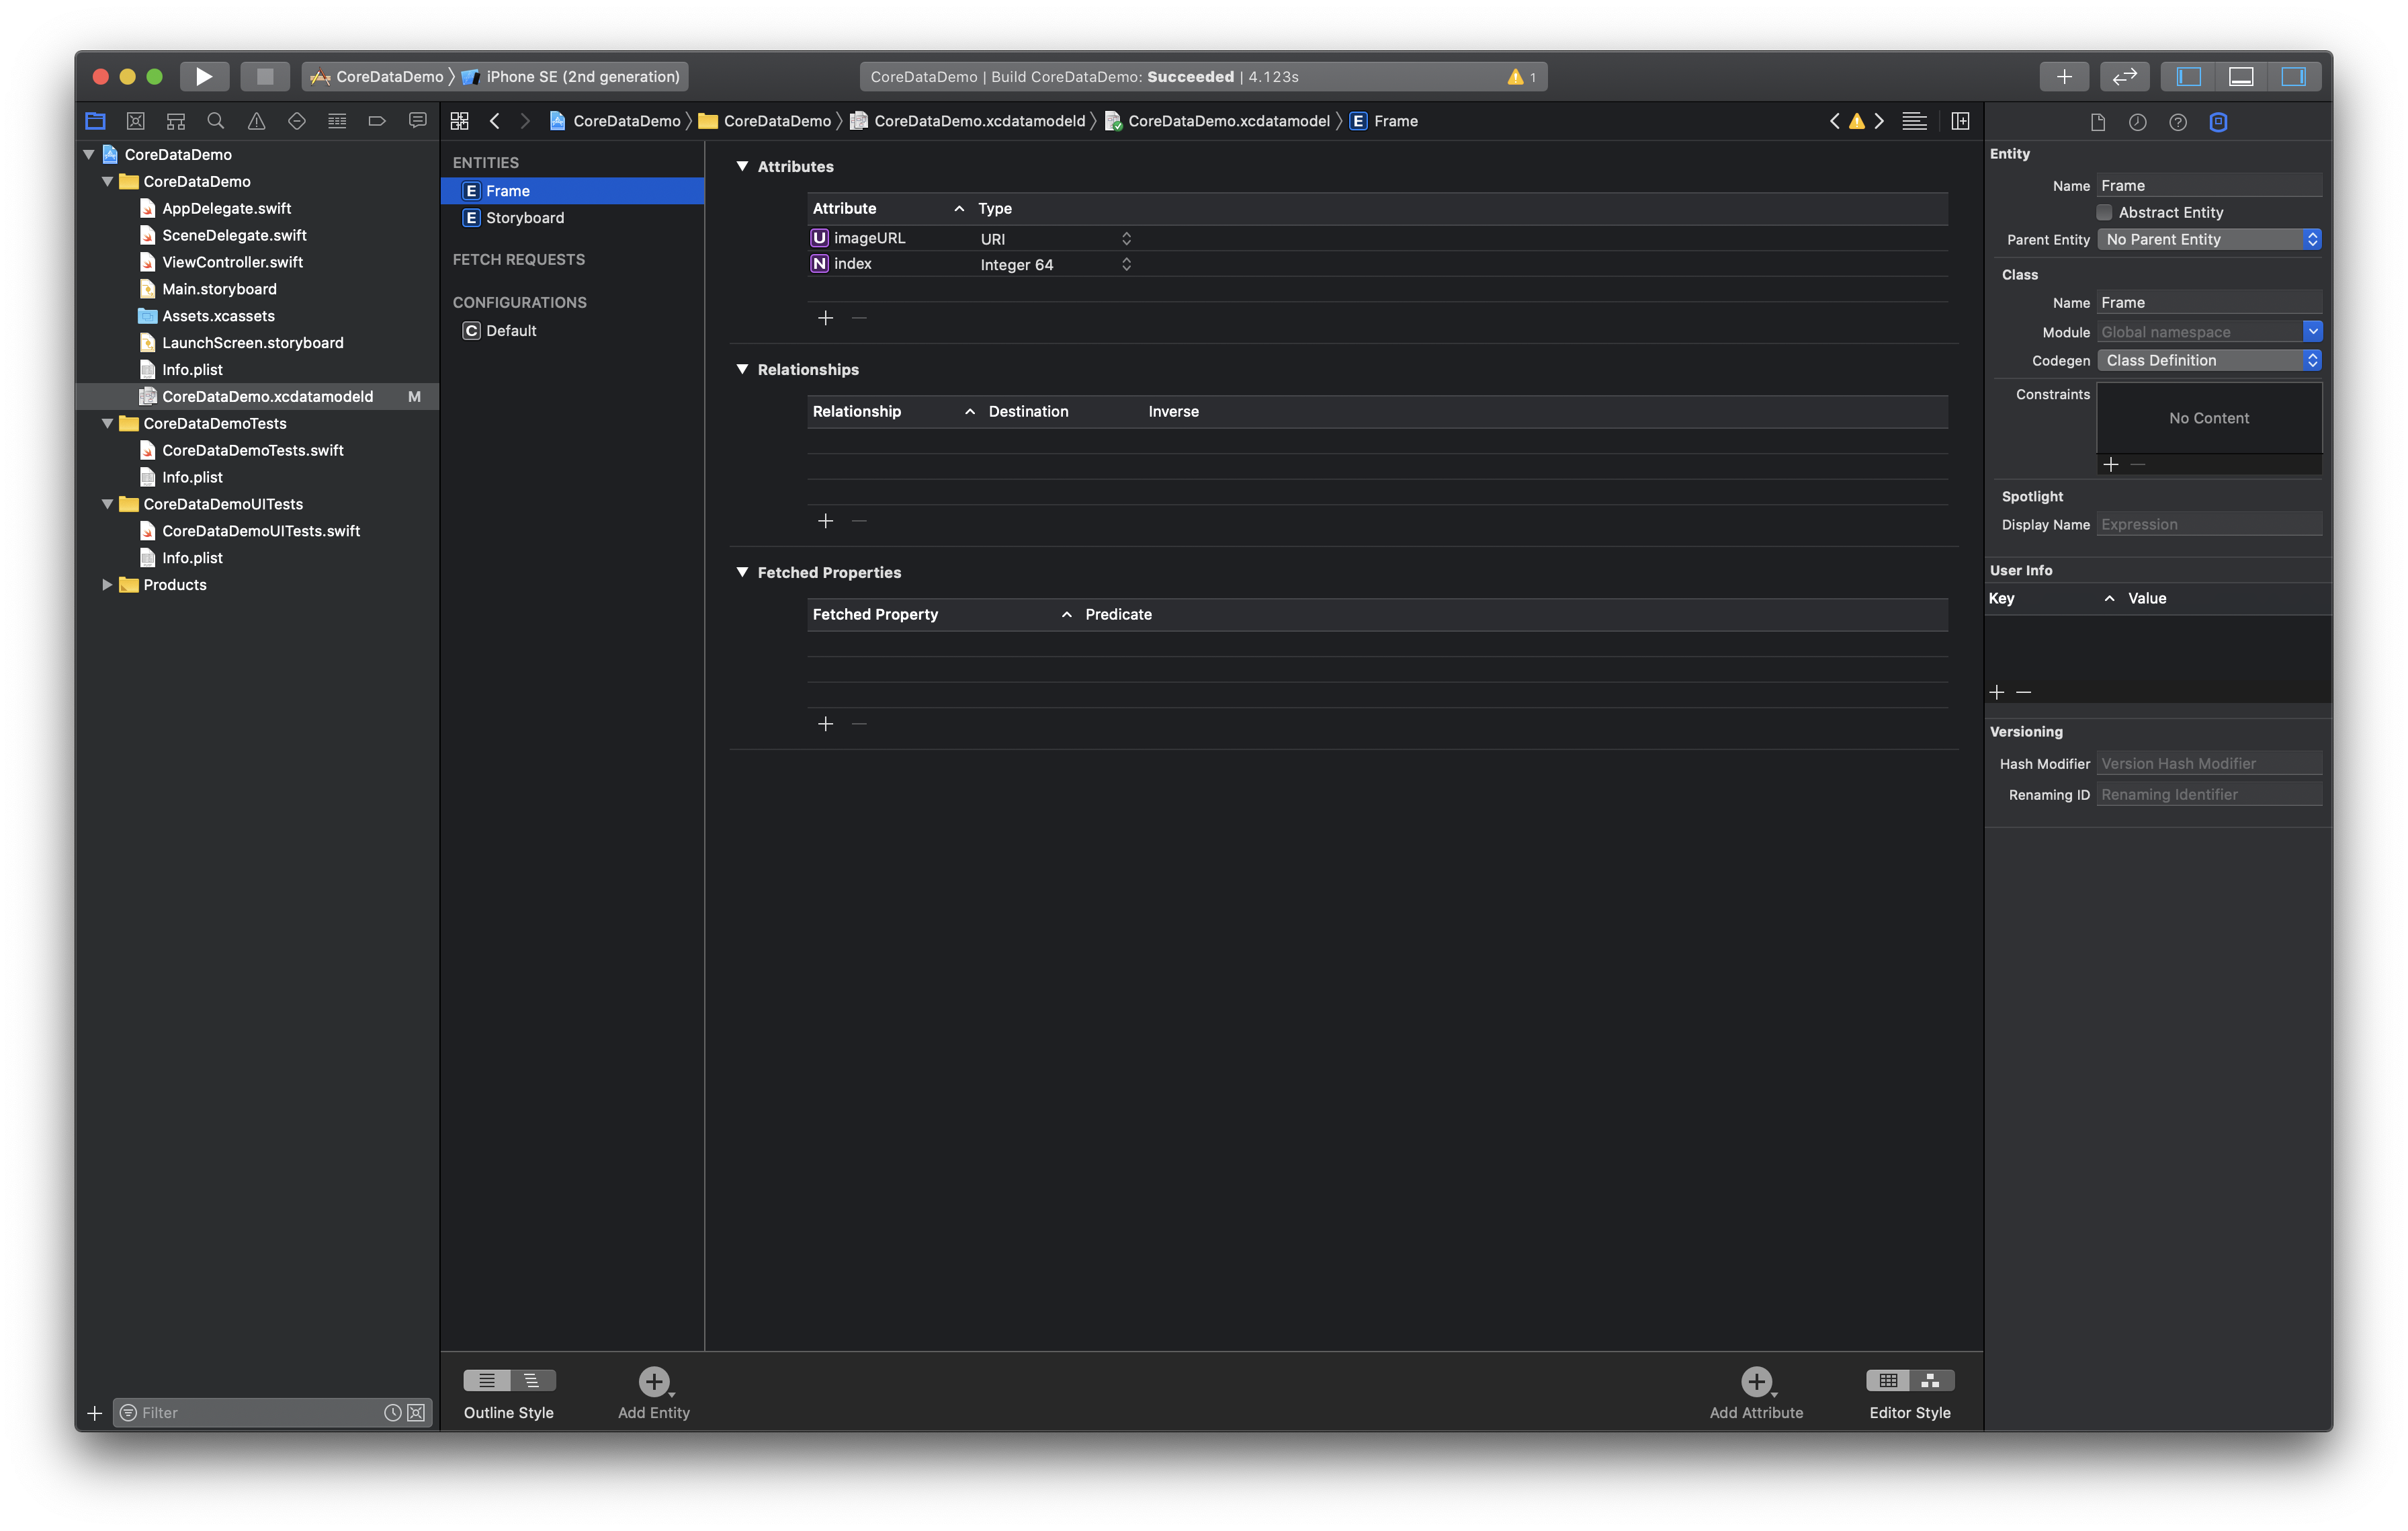 CoreDataDemo iPhone SE (2nd generation)
CoreDataDemo | Build CoreDataDemo: Succeeded | 4.123s
1
CoreDataDemo CoreDataDemo CoreDataDemo.xcdatamodeld CoreDataDemo.xcdatamodel E Frame
CoreDataDemo
CoreDataDemo
AppDelegate.swift
SceneDelegate.swift
ViewController.swift
Main.storyboard
Assets.xcassets
LaunchScreen.storyboard
Info.plist
CoreDataDemo.xcdatamodeld M
CoreDataDemoTests
CoreDataDemoTests.swift
Info.plist
CoreDataDemoUITests
CoreDataDemoUITests.swift
Info.plist
Products
Filter
ENTITIES
E Frame
E Storyboard
FETCH REQUESTS
CONFIGURATIONS
C Default
Attributes
Attribute Type
U imageURL URI
N index Integer 64
Relationships
Relationship Destination Inverse
Fetched Properties
Fetched Property Predicate
Outline Style
Add Entity
Add Attribute
Editor Style
Entity
Name Frame
Abstract Entity
Parent Entity No Parent Entity
Class
Name Frame
Module Global namespace
Codegen Class Definition
Constraints
No Content
Spotlight
Display Name Expression
User Info
Key Value
Versioning
Hash Modifier Version Hash Modifier
Renaming ID Renaming Identifier